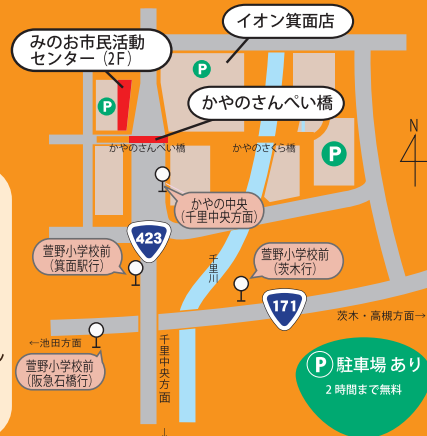 イオン箕面店
みのお市民活動
センター(2F)
P
P
かやのさんぺい橋
かやのさんぺい橋
かやのさくら橋
P
N
かやの中央
(千里中央方面)
423
萱野小学校前
(箕面駅行)
千里川
萱野小学校前
(茨木行)
171
茨木・高槻方面→
←池田方面
萱野小学校前
(阪急石橋行)
千里中央方面
↓
P 駐車場 あり
2時間まで無料